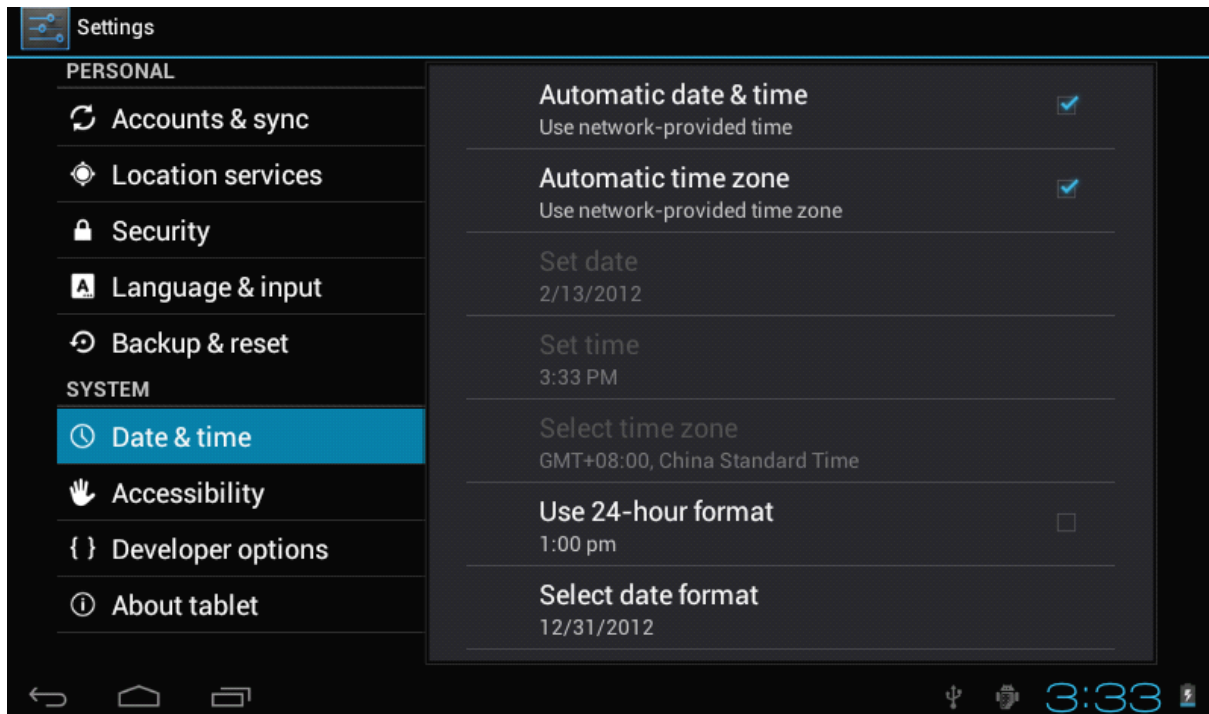 Settings
PERSONAL
Accounts & sync
Location services
Security
Language & input
Backup & reset
SYSTEM
Date & time
Accessibility
{ } Developer options
About tablet
Automatic date & time
Use network-provided time
Automatic time zone
Use network-provided time zone
Set date
2/13/2012
Set time
3:33 PM
Select time zone
GMT+08:00, China Standard Time
Use 24-hour format
1:00 pm
Select date format
12/31/2012
3:33